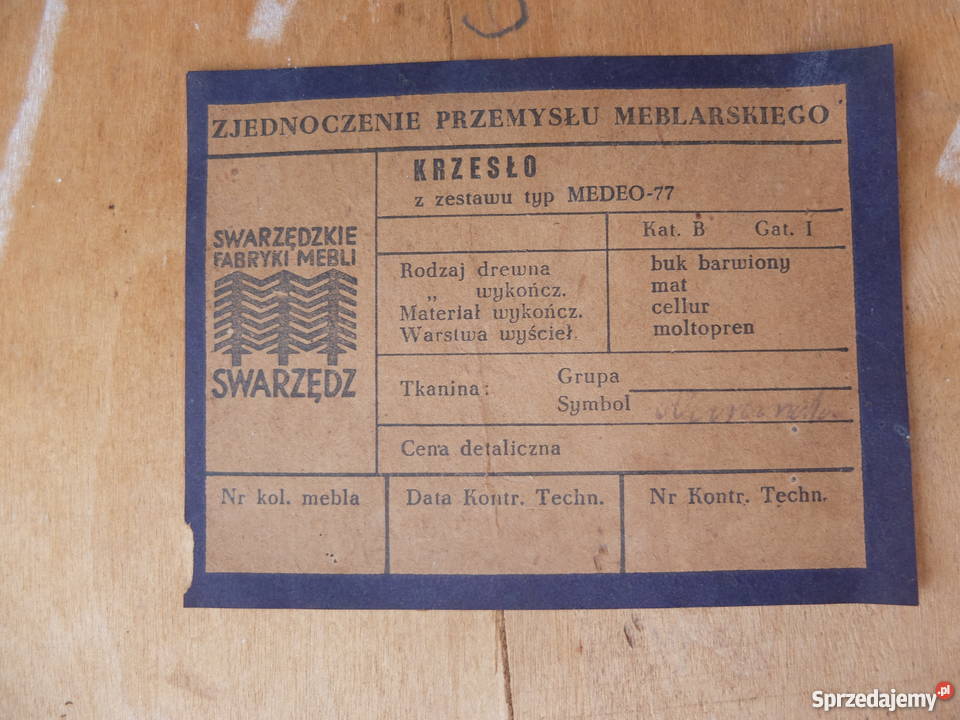 ZJEDNOCZENIE PRZEMYSŁU MEBLARSKIEGO
SWARZĘDZKIE
FABRYKI MEBLI
SWARZĘDZ
KRZESŁO
z zestawu typ MEDEO-77
Kat. B Gat. I
Rodzaj drewna buk barwiony
„ wykończ. mat
Materiał wykończ. cellur
Warstwa wyścieł. moltopren
Tkanina: Grupa
Symbol
Cena detaliczna
Nr kol. mebla Data Kontr. Techn. Nr Kontr. Techn.
Sprzedajemy.pl